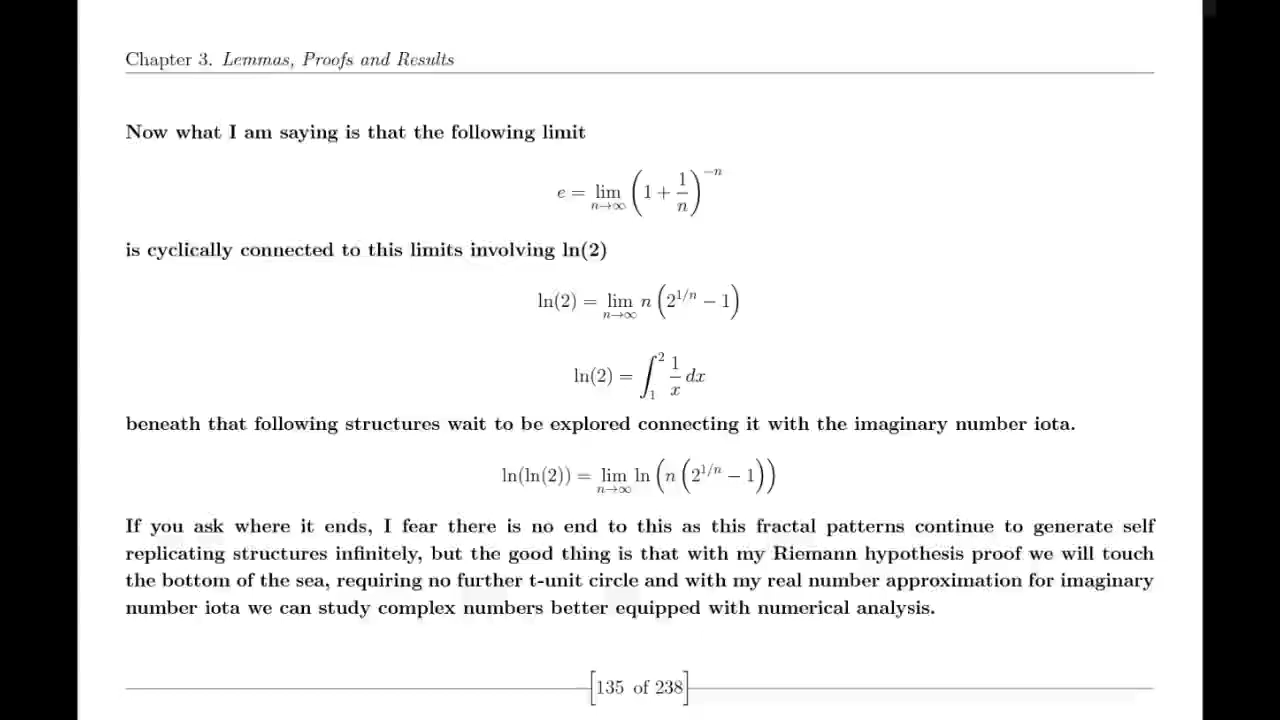 Chapter 3. Lemmas, Proofs and Results
Now what I am saying is that the following limit
e = lim_{n→∞} (1 + 1/n)^{−n}
is cyclically connected to this limits involving ln(2)
ln(2) = lim_{n→∞} n (2^{1/n} − 1)
ln(2) = ∫_1^2 1/x dx
beneath that following structures wait to be explored connecting it with the imaginary number iota.
ln(ln(2)) = lim_{n→∞} ln (n (2^{1/n} − 1))
If you ask where it ends, I fear there is no end to this as this fractal patterns continue to generate self
replicating structures infinitely, but the good thing is that with my Riemann hypothesis proof we will touch
the bottom of the sea, requiring no further t-unit circle and with my real number approximation for imaginary
number iota we can study complex numbers better equipped with numerical analysis.
[135 of 238]